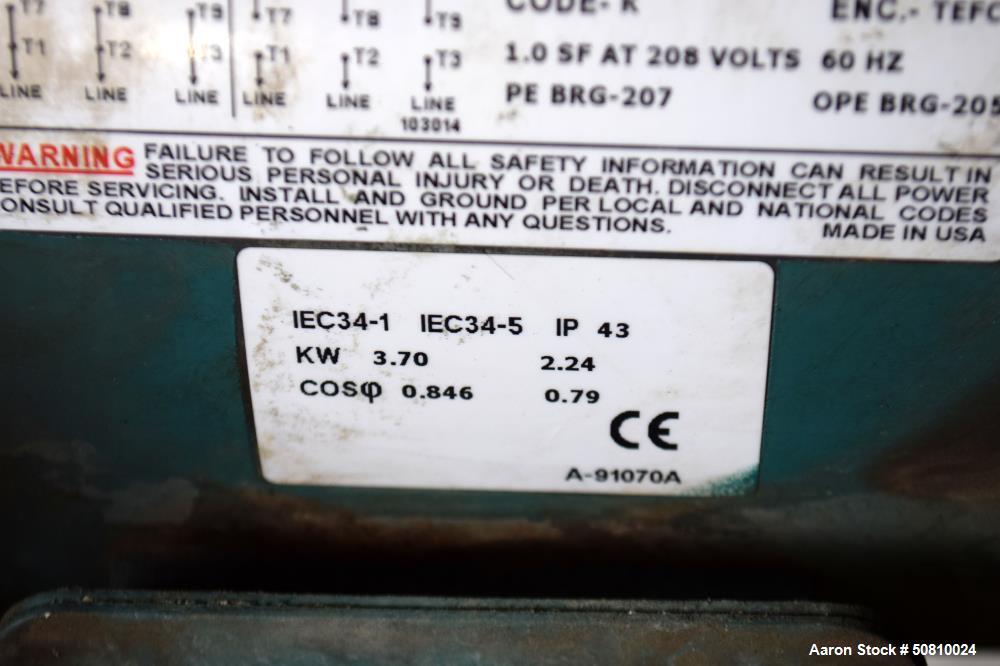 T7 T8 T9 T7 T8 T9
T1 T2 T3 T1 T2 T3
LINE LINE LINE LINE LINE LINE
103014
CODE- K ENC.- TEFC
1.0 SF AT 208 VOLTS 60 HZ
PE BRG-207 OPE BRG-205
WARNING FAILURE TO FOLLOW ALL SAFETY INFORMATION CAN RESULT IN
SERIOUS PERSONAL INJURY OR DEATH. DISCONNECT ALL POWER
EFORE SERVICING. INSTALL AND GROUND PER LOCAL AND NATIONAL CODES
ONSULT QUALIFIED PERSONNEL WITH ANY QUESTIONS. MADE IN USA
IEC34-1 IEC34-5 IP 43
KW 3.70 2.24
COSφ 0.846 0.79
CE
A-91070A
Aaron Stock # 50810024